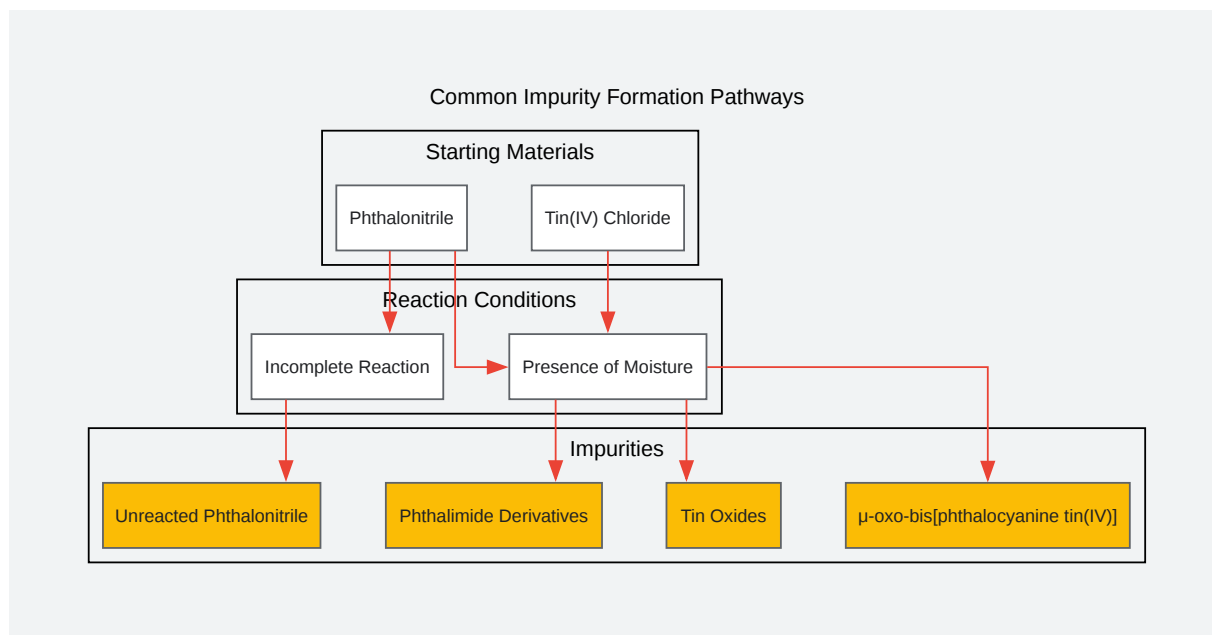 Common Impurity Formation Pathways
Starting Materials
Phthalonitrile
Tin(IV) Chloride
Reaction Conditions
Incomplete Reaction
Presence of Moisture
Impurities
Unreacted Phthalonitrile
Phthalimide Derivatives
Tin Oxides
μ-oxo-bis[phthalocyanine tin(IV)]